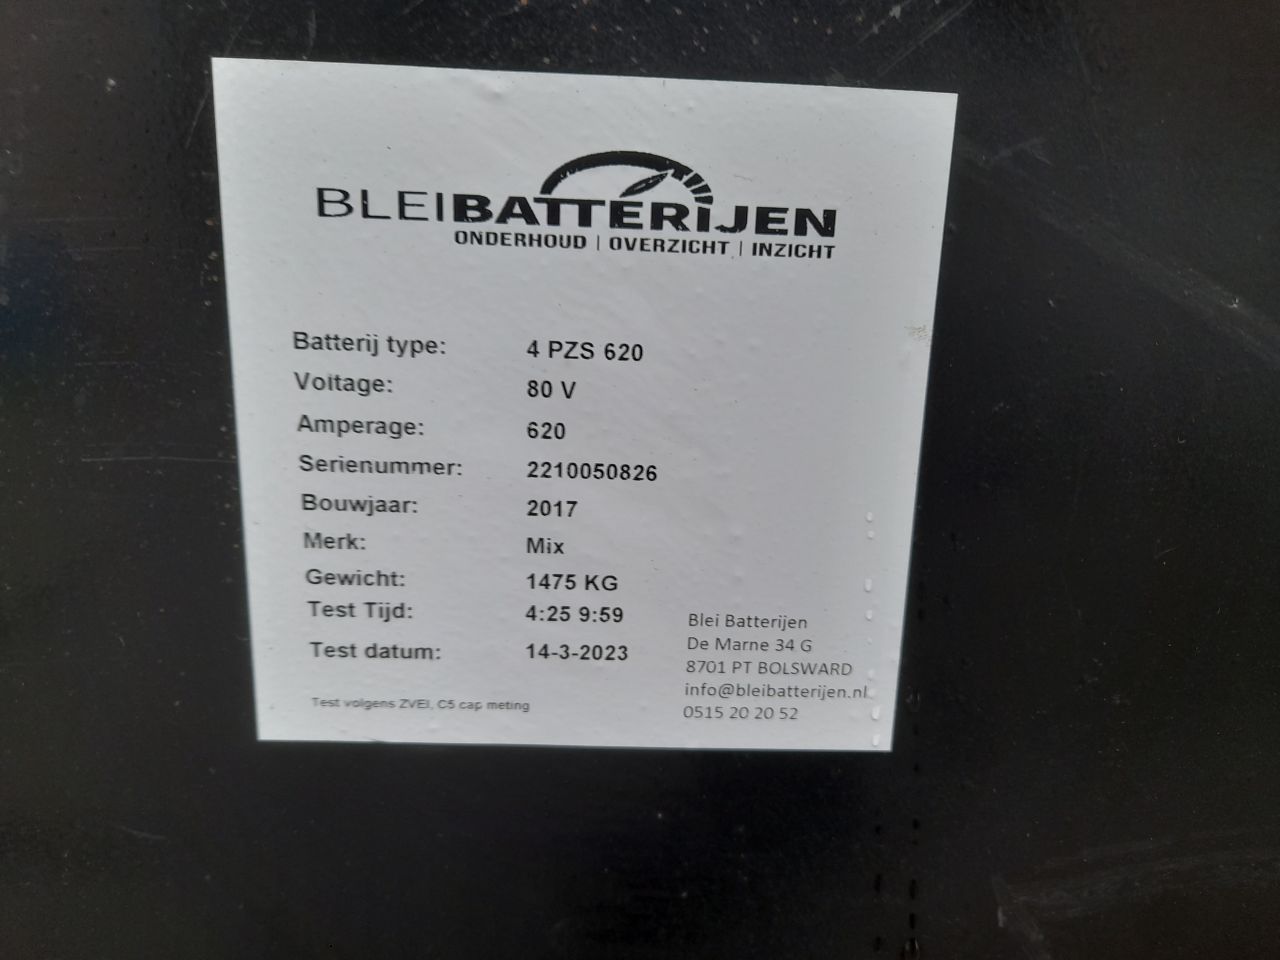 BLEIBATTERIJEN
ONDERHOUD | OVERZICHT | INZICHT
Batterij type: 4 PZS 620
Voltage: 80 V
Amperage: 620
Serienummer: 2210050826
Bouwjaar: 2017
Merk: Mix
Gewicht: 1475 KG
Test Tijd: 4:25 9:59
Test datum: 14-3-2023
Test volgens ZVEI, C5 cap meting
Blei Batterijen
De Marne 34 G
8701 PT BOLSWARD
info@bleibatterijen.nl
0515 20 20 52